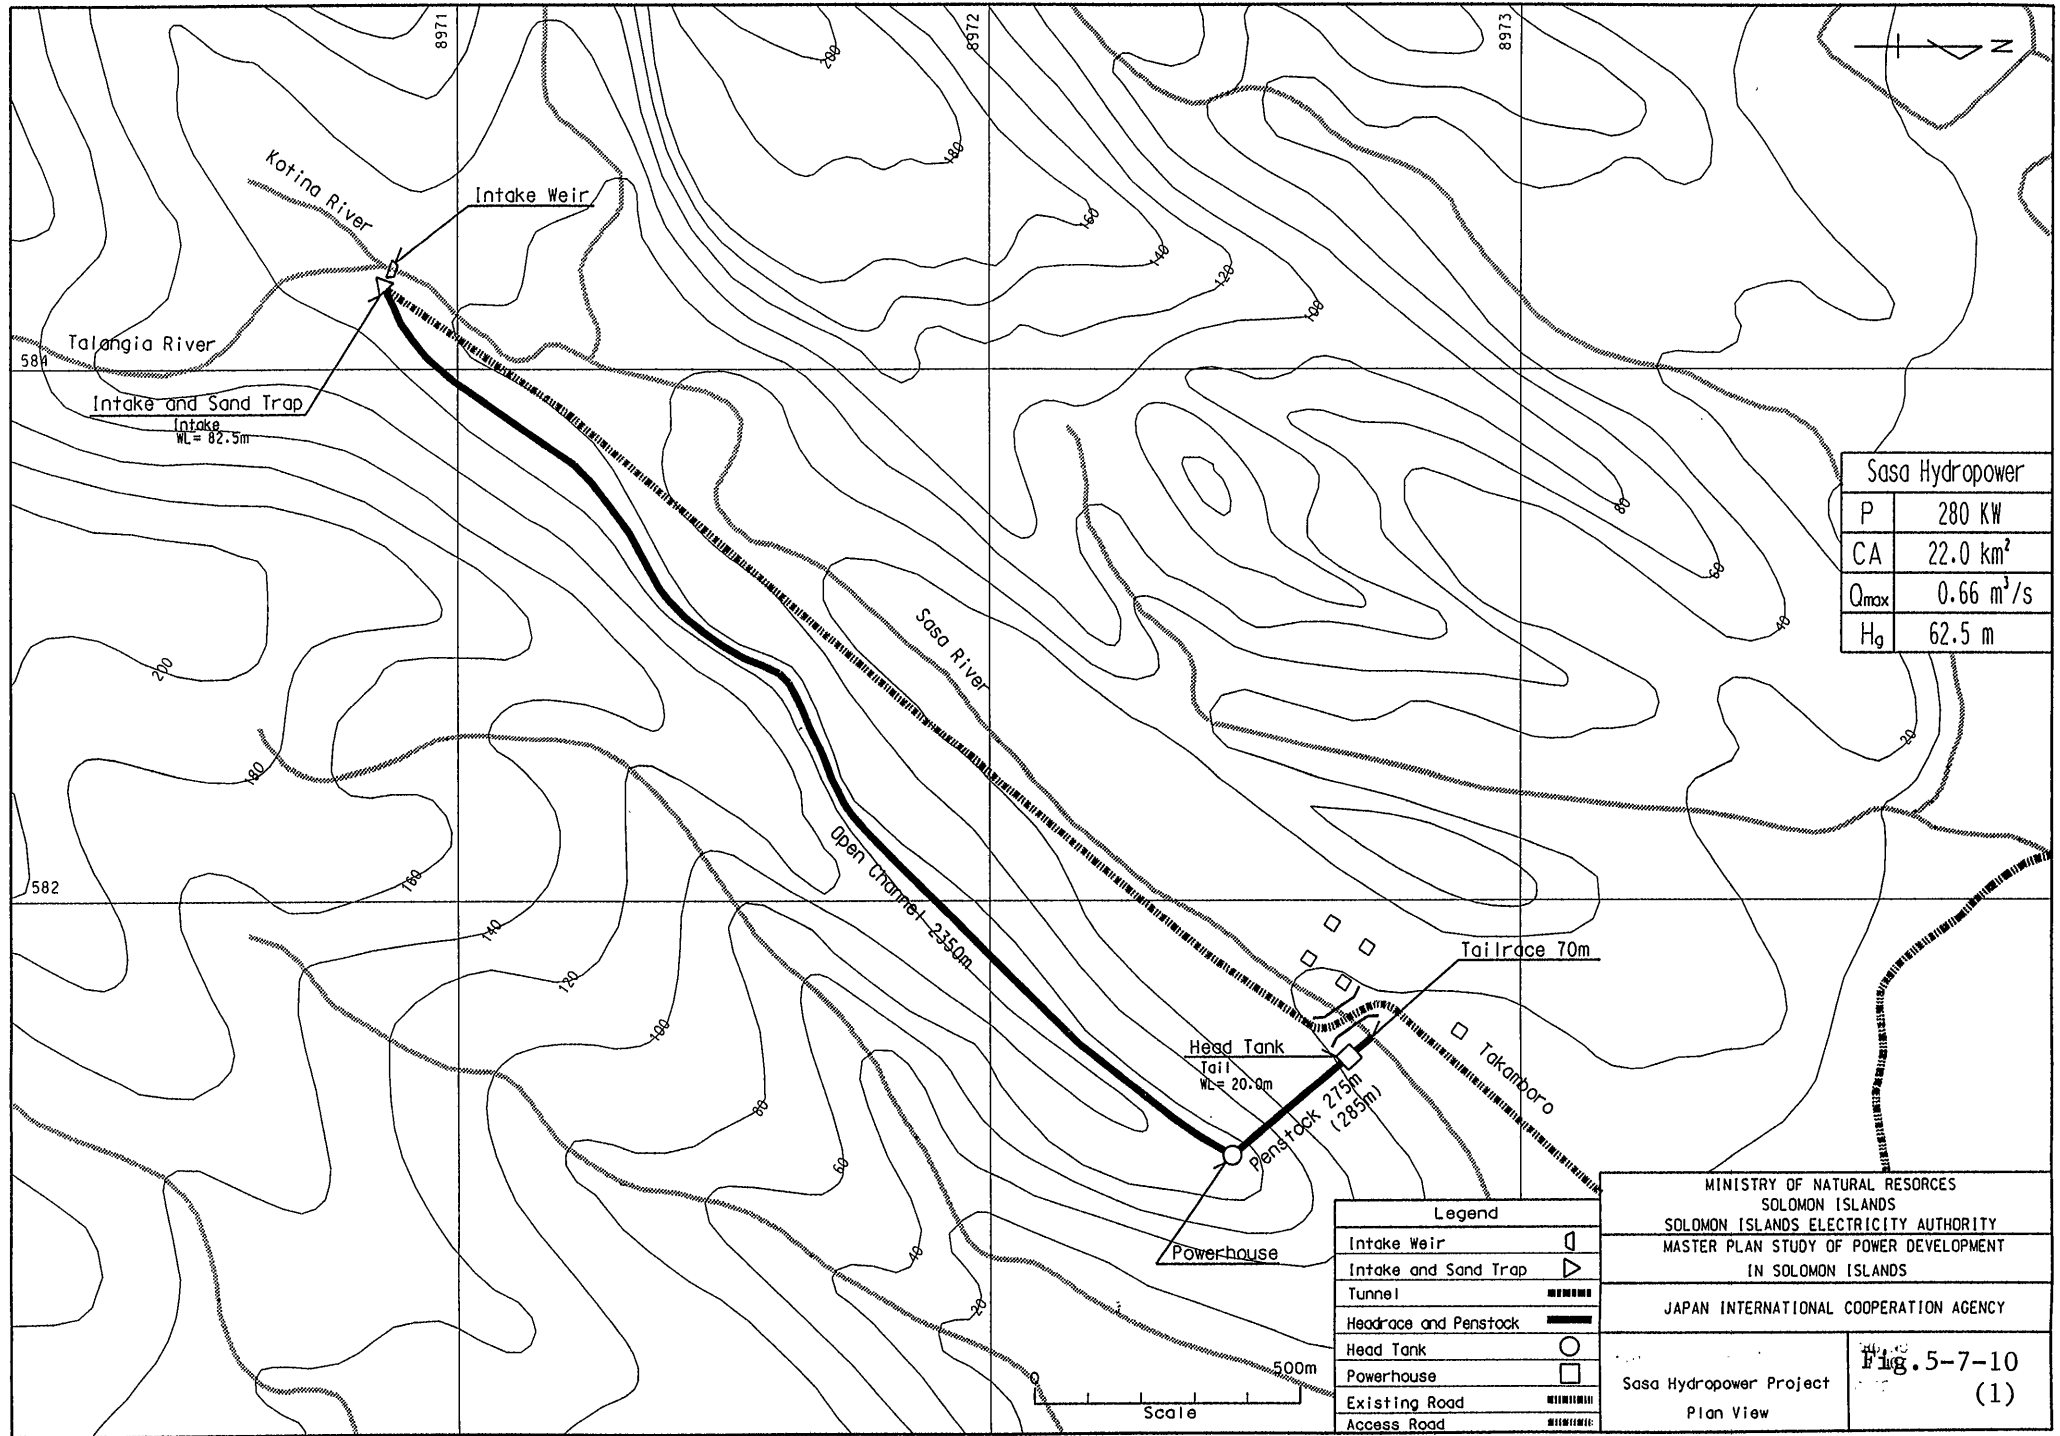 8971
8972
8973
N
200
180
160
140
120
100
Kotina River
Intake Weir
Talangia River
584
Intake and Sand Trap
Intake
WL= 82.5m
80
60
40
20
Sasa Hydropower
P 280 KW
CA 22.0 km²
Qmax 0.66 m³/s
Hg 62.5 m
Sasa River
200
180
160
140
120
100
80
60
40
20
582
Open Channel 2350m
Tailrace 70m
Head Tank
Tail
WL= 20.0m
Penstock 275m
(285m)
Takamboro
Powerhouse
0 500m
Scale
Legend
Intake Weir
Intake and Sand Trap
Tunnel
Headrace and Penstock
Head Tank
Powerhouse
Existing Road
Access Road
MINISTRY OF NATURAL RESORCES
SOLOMON ISLANDS
SOLOMON ISLANDS ELECTRICITY AUTHORITY
MASTER PLAN STUDY OF POWER DEVELOPMENT
IN SOLOMON ISLANDS
JAPAN INTERNATIONAL COOPERATION AGENCY
Sasa Hydropower Project
Plan View
Fig.5-7-10
(1)